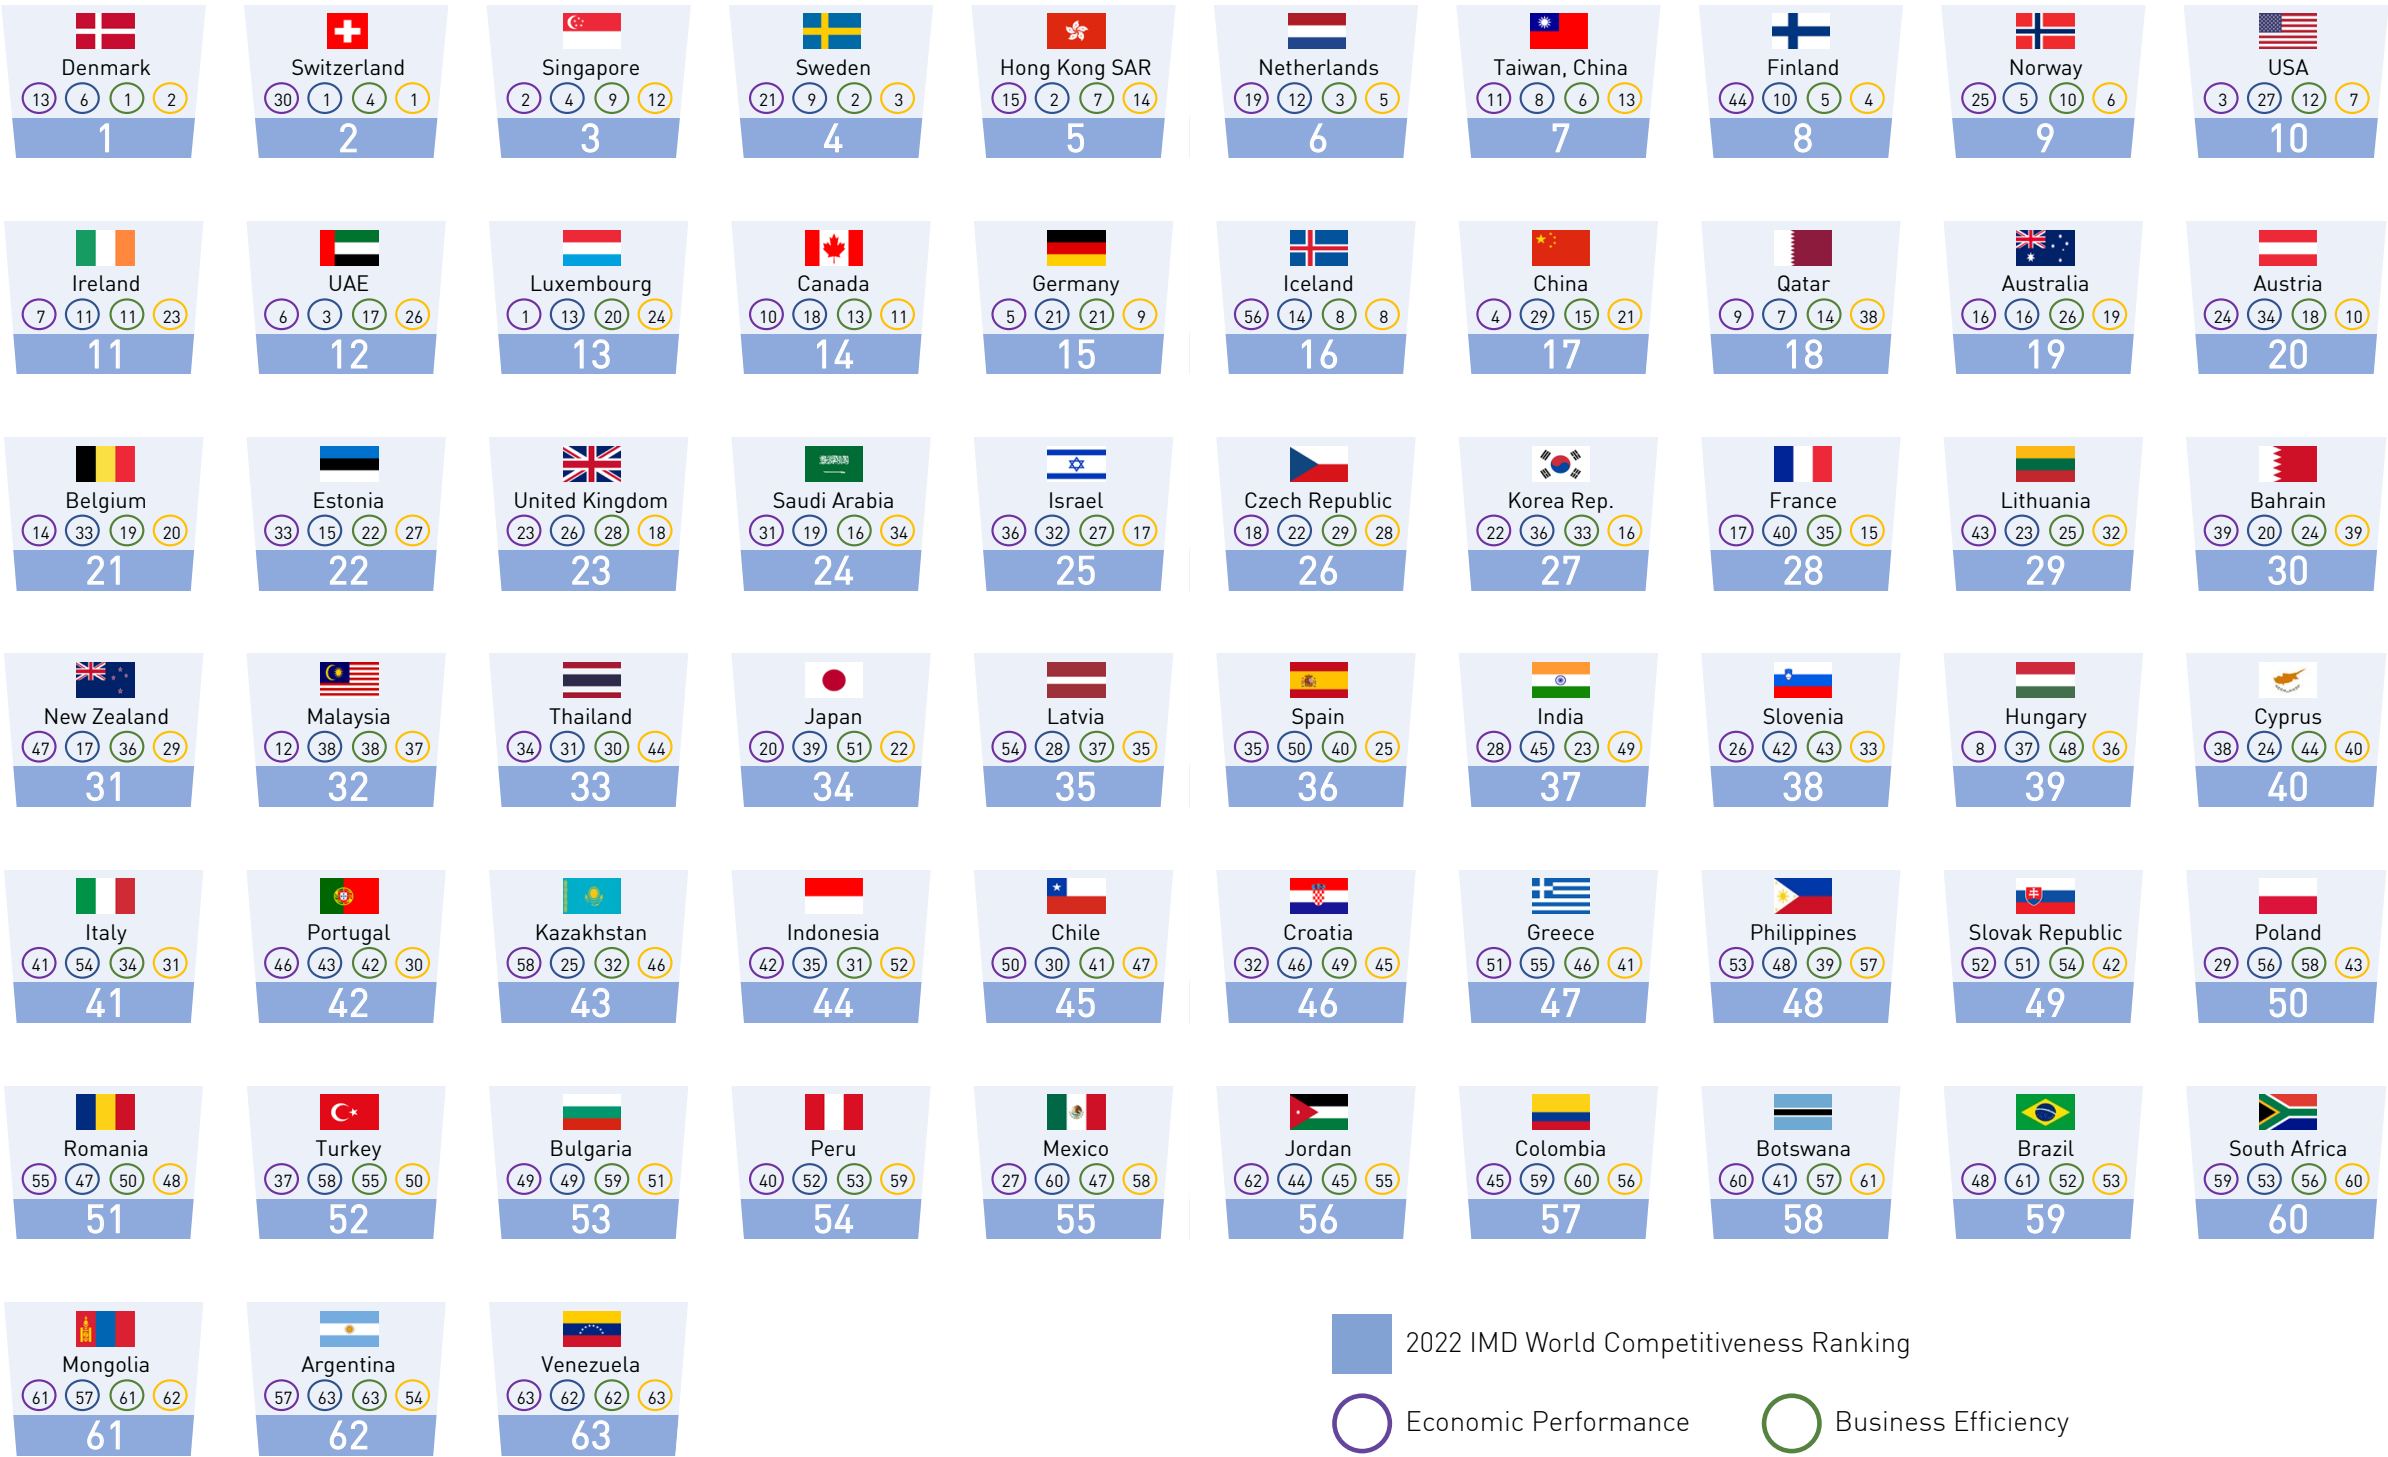 Denmark Switzerland Singapore Sweden Hong Kong SAR Netherlands Taiwan, China Finland Norway USA
13 6 1 2 30 1 4 1 2 4 9 12 21 9 2 3 15 2 7 14 19 12 3 5 11 8 6 13 44 10 5 4 25 5 10 6 3 27 12 7
1 2 3 4 5 6 7 8 9 10
Ireland UAE Luxembourg Canada Germany Iceland China Qatar Australia Austria
7 11 11 23 6 3 17 26 1 13 20 24 10 18 13 11 5 21 21 9 56 14 8 8 4 29 15 21 9 7 14 38 16 16 26 19 24 34 18 10
11 12 13 14 15 16 17 18 19 20
Belgium Estonia United Kingdom Saudi Arabia Israel Czech Republic Korea Rep. France Lithuania Bahrain
14 33 19 20 33 15 22 27 23 26 28 18 31 19 16 34 36 32 27 17 18 22 29 28 22 36 33 16 17 40 35 15 43 23 25 32 39 20 24 39
21 22 23 24 25 26 27 28 29 30
New Zealand Malaysia Thailand Japan Latvia Spain India Slovenia Hungary Cyprus
47 17 36 29 12 38 38 37 34 31 30 44 20 39 51 22 54 28 37 35 35 50 40 25 28 45 23 49 26 42 43 33 8 37 48 36 38 24 44 40
31 32 33 34 35 36 37 38 39 40
Italy Portugal Kazakhstan Indonesia Chile Croatia Greece Philippines Slovak Republic Poland
41 54 34 31 46 43 42 30 58 25 32 46 42 35 31 52 50 30 41 47 32 46 49 45 51 55 46 41 53 48 39 57 52 51 54 42 29 56 58 43
41 42 43 44 45 46 47 48 49 50
Romania Turkey Bulgaria Peru Mexico Jordan Colombia Botswana Brazil South Africa
55 47 50 48 37 58 55 50 49 49 59 51 40 52 53 59 27 60 47 58 62 44 45 55 45 59 60 56 60 41 57 61 48 61 52 53 59 53 56 60
51 52 53 54 55 56 57 58 59 60
Mongolia Argentina Venezuela
61 57 61 62 57 63 63 54 63 62 62 63
61 62 63
2022 IMD World Competitiveness Ranking
Economic Performance Business Efficiency